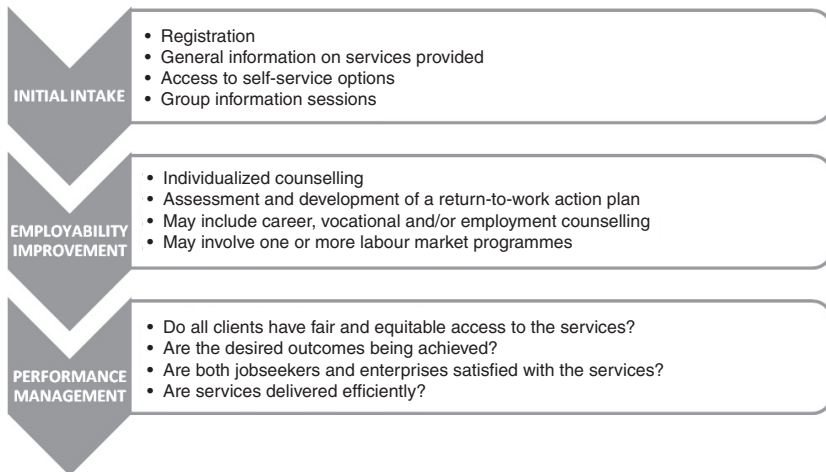 INITIAL INTAKE
• Registration
• General information on services provided
• Access to self-service options
• Group information sessions
EMPLOYABILITY
IMPROVEMENT
• Individualized counselling
• Assessment and development of a return-to-work action plan
• May include career, vocational and/or employment counselling
• May involve one or more labour market programmes
PERFORMANCE
MANAGEMENT
• Do all clients have fair and equitable access to the services?
• Are the desired outcomes being achieved?
• Are both jobseekers and enterprises satisfied with the services?
• Are services delivered efficiently?